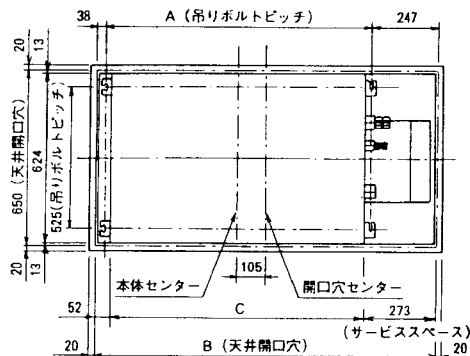 38
A (吊りボルトピッチ)
247
20
13
650 (天井開口穴)
624
525(吊りボルトピッチ)
20
13
本体センター
105
開口穴センター
52
C
273
(サービススペース)
20
B (天井開口穴)
20